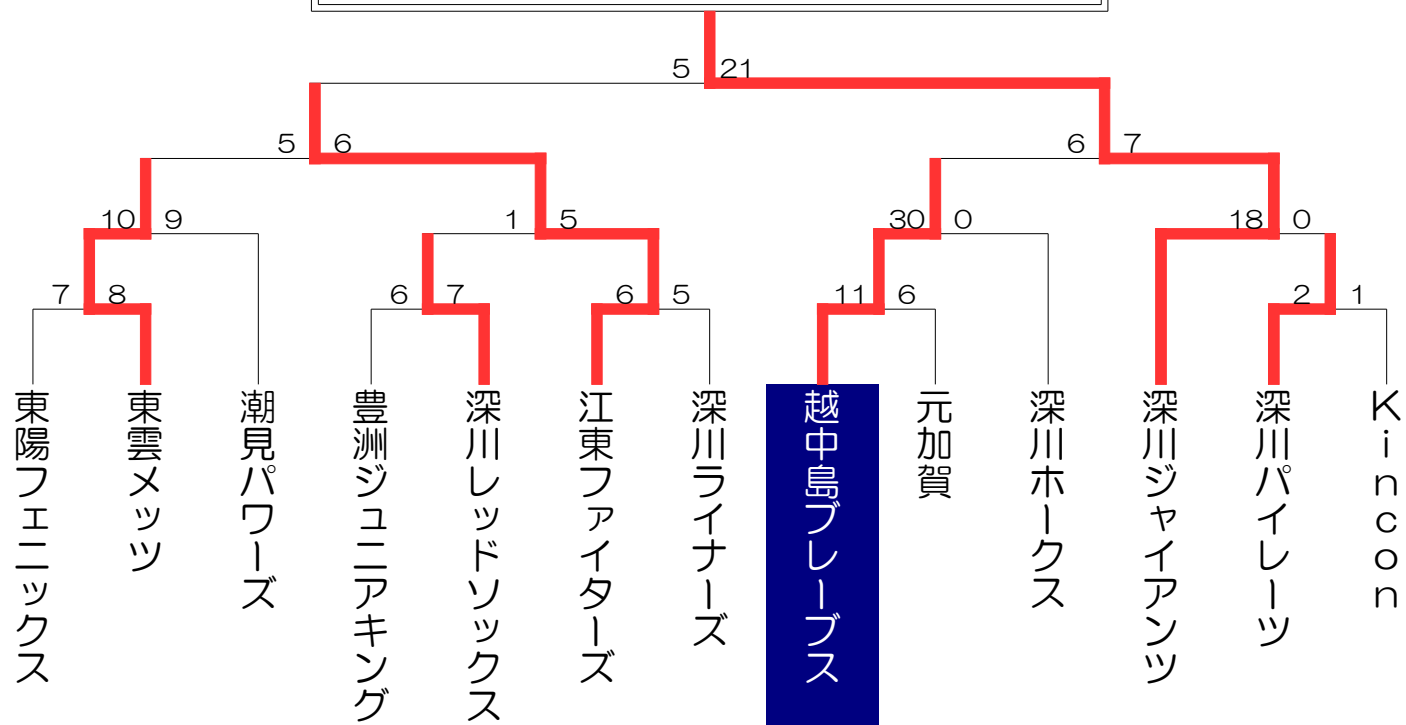 5 21
5 6
6 7
10 9
1 5
30 0
18 0
7 8
6 7
6 5
11 6
2 1
東陽フェニックス
東雲メッツ
潮見パワーズ
豊洲ジュニアキング
深川レッドソックス
江東ファイターズ
深川ライナーズ
越中島ブレーブス
元加賀
深川ホークス
深川ジャイアンツ
深川パイレーツ
Kincon